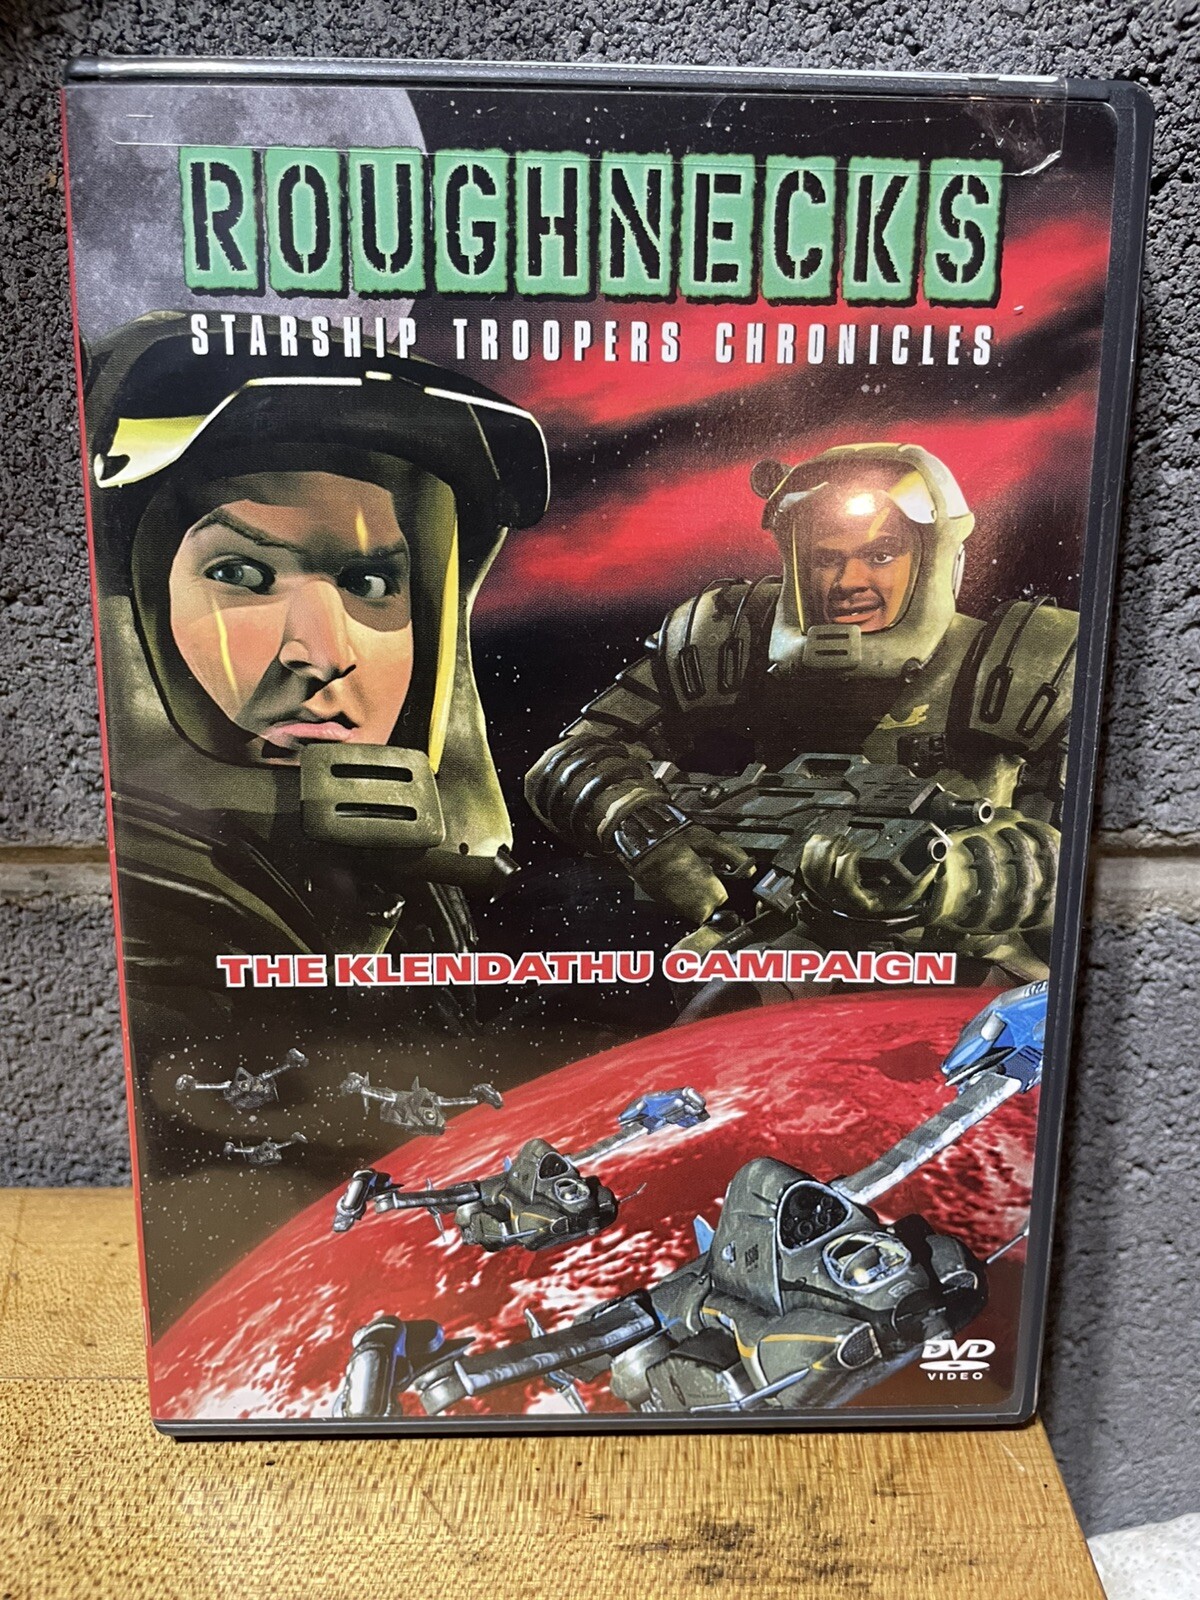 ROUGHNECKS
STARSHIP TROOPERS CHRONICLES
THE KLENDATHU CAMPAIGN
DVD
VIDEO